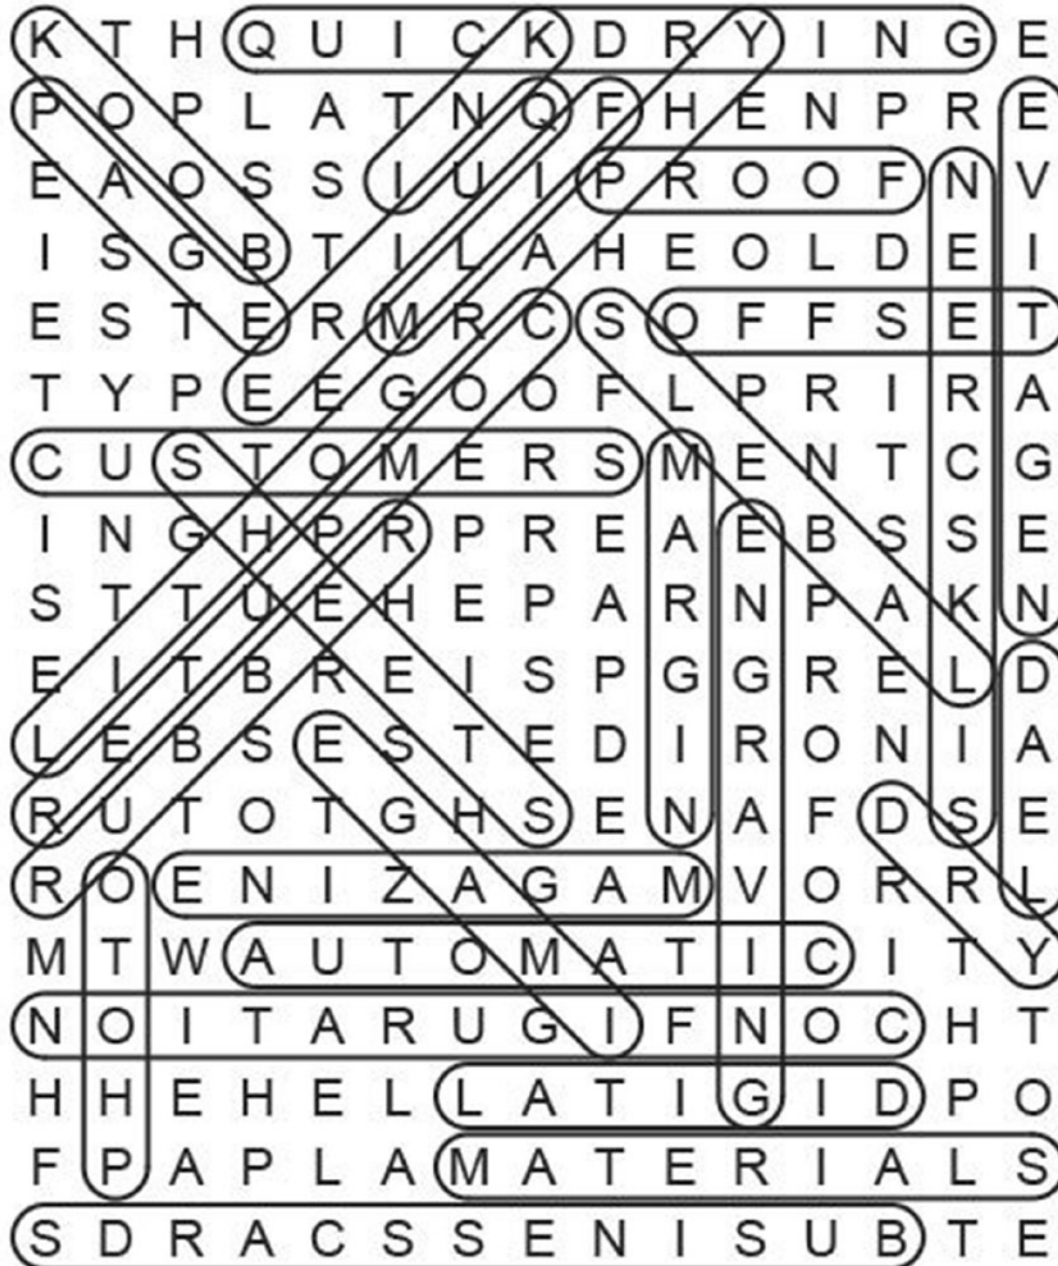 K T H Q U I C K D R Y I N G E
P O P L A T N Q F H E N P R E
E A O S S I U I P R O O F N V
I S G B T I L A H E O L D E I
E S T E R M R C S O F F S E T
T Y P E E G O O F L P R I R A
C U S T O M E R S M E N T C G
I N G H P R P R E A E B S S E
S T T U E H E P A R N P A K N
E I T B R E I S P G G R E L D
L E B S E S T E D I R O N I A
R U T O T G H S E N A F D S E
R O E N I Z A G A M V O R R L
M T W A U T O M A T I C I T Y
N O I T A R U G I F N O C H T
H H E H E L L A T I G I D P O
F P A P L A M A T E R I A L S
S D R A C S S E N I S U B T E